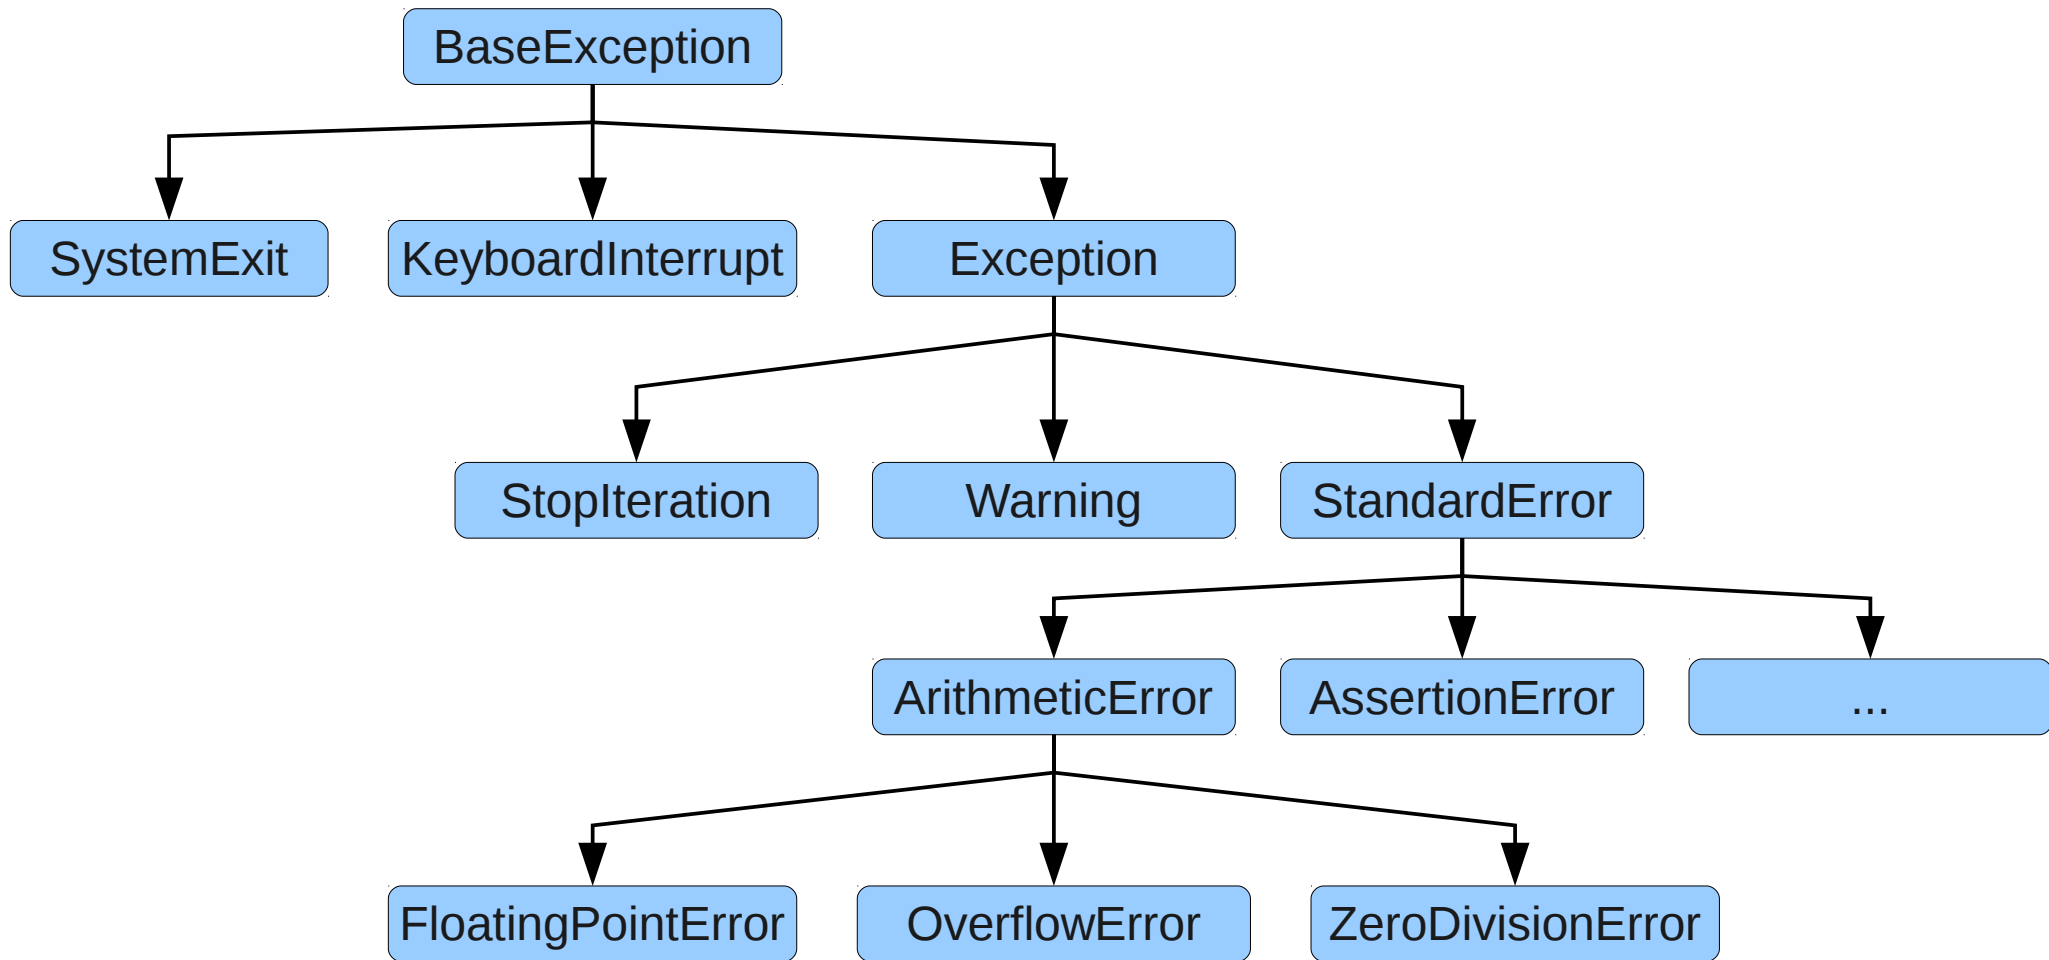 BaseException
SystemExit
KeyboardInterrupt
Exception
StopIteration
Warning
StandardError
ArithmeticError
AssertionError
...
FloatingPointError
OverflowError
ZeroDivisionError